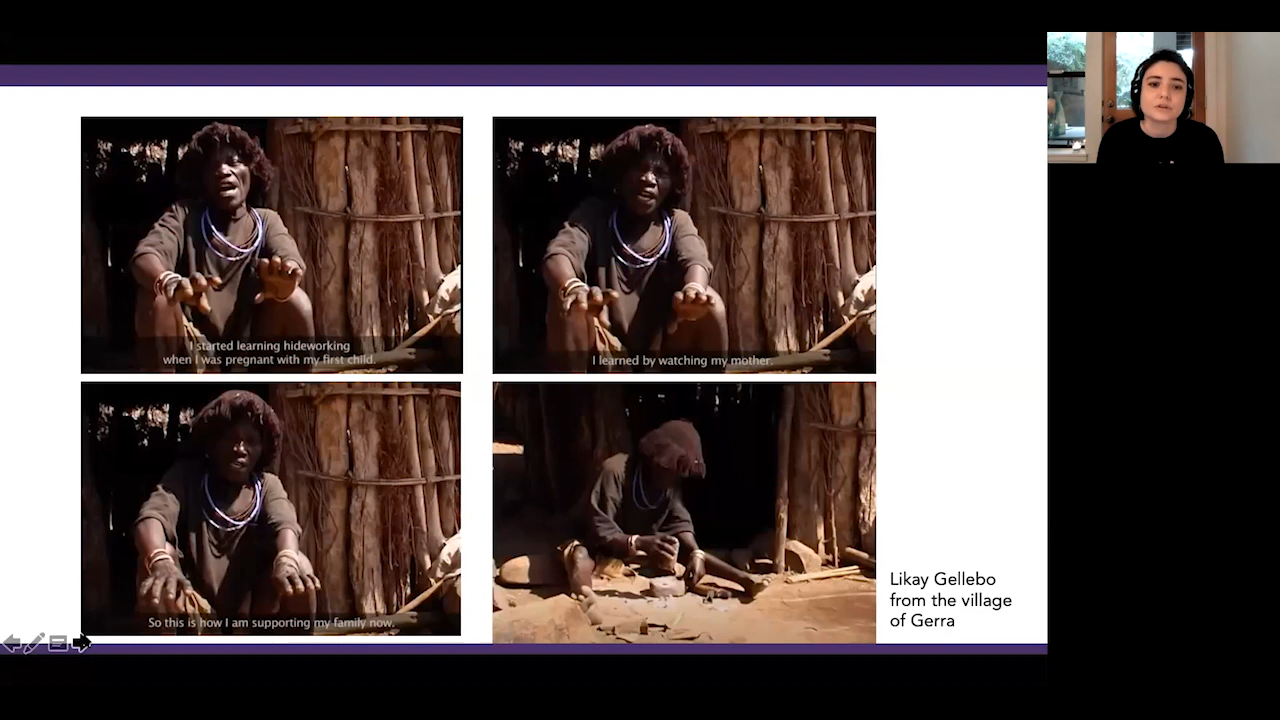 I started learning hideworking
when I was pregnant with my first child.
I learned by watching my mother.
So this is how I am supporting my family now.
Likay Gellebo
from the village
of Gerra